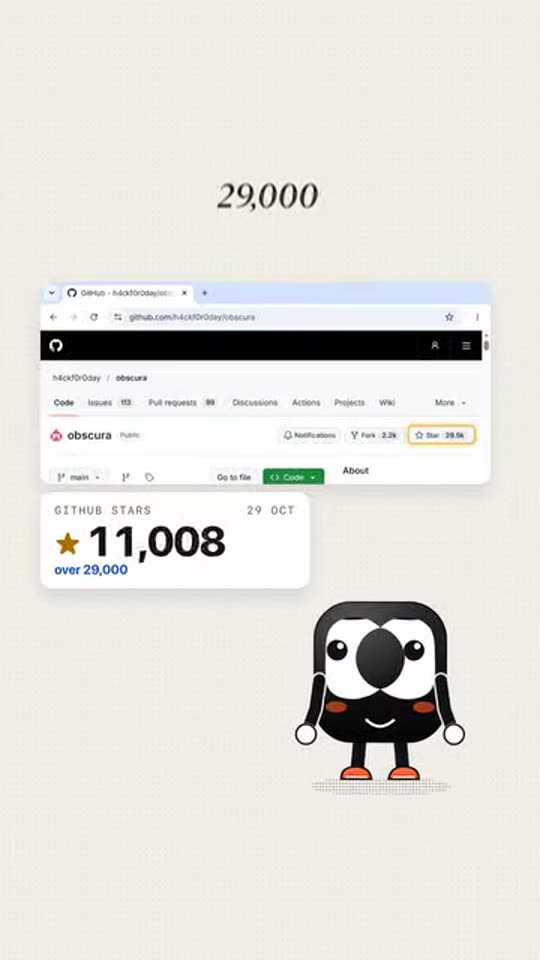 29,000
GitHub - h4ckf0r0day/obs
github.com/h4ckf0r0day/obscura
h4ckf0r0day / obscura
Code Issues 113 Pull requests 99 Discussions Actions Projects Wiki More
obscura Public Notifications Fork 2.2k Star 29.5k
main Go to file Code About
GITHUB STARS 29 OCT
11,008
over 29,000